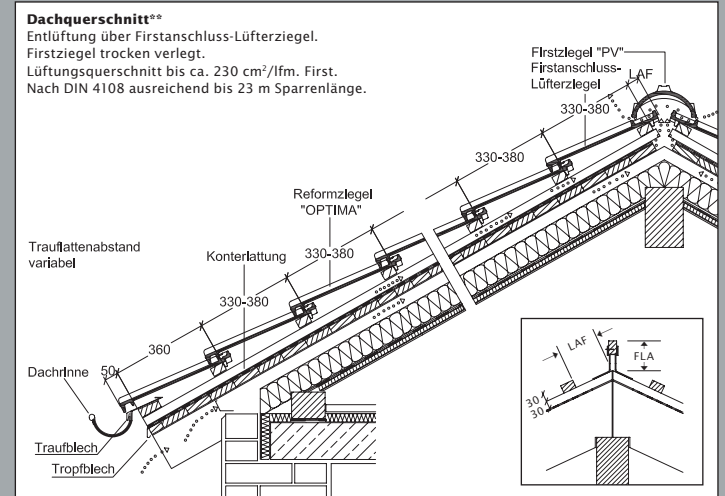 Dachquerschnitt**
Entlüftung über Firstanschluss-Lüfterziegel.
Firstziegel trocken verlegt.
Lüftungsquerschnitt bis ca. 230 cm²/lfm. First.
Nach DIN 4108 ausreichend bis 23 m Sparrenlänge.
Firstziegel "PV"
Firstanschluss-
Lüfterziegel
LAF
330-380
330-380
Reformziegel
"OPTIMA"
330-380
Trauflattenabstand
variabel
Konterlattung
330-380
360
50
Dachrinne
Traufblech
Tropfblech
LAF
FLA
30
30